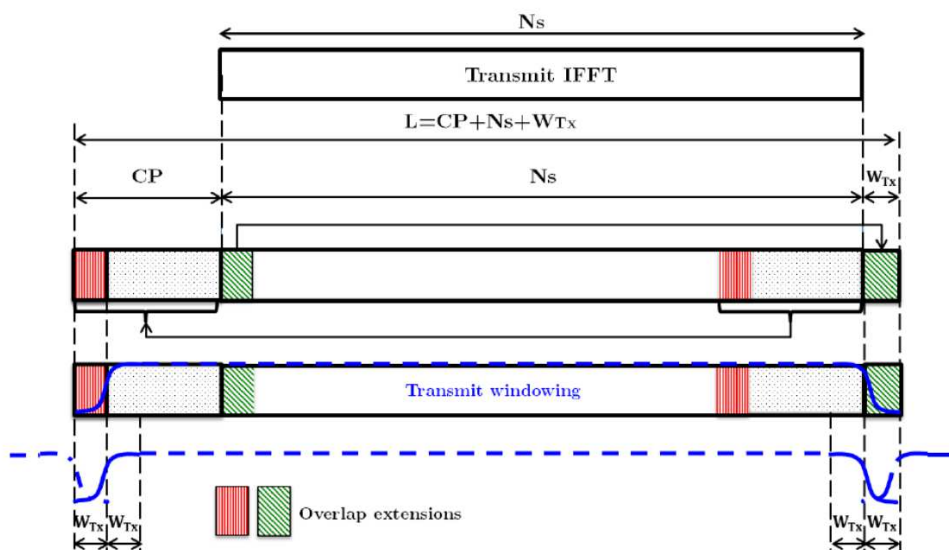 Ns
Transmit IFFT
L=CP+Ns+WTx
CP
Ns
WTx
Transmit windowing
Overlap extensions
WTx WTx
WTx WTx